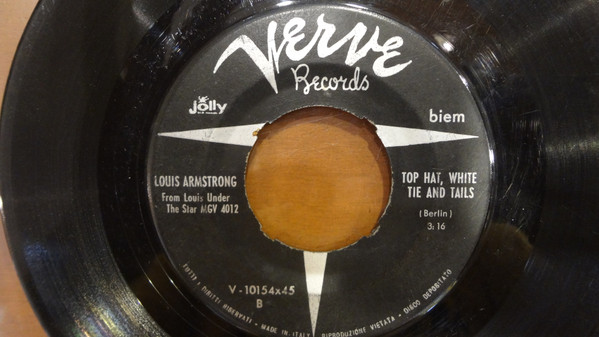 Verve
Records
Jolly
biem
LOUIS ARMSTRONG
From Louis Under
The Star MGV 4012
TOP HAT, WHITE
TIE AND TAILS
(Berlin)
3:16
V-10154x45
B
TUTTI I DIRITTI RISERVATI - MADE IN ITALY - RIPRODUZIONE VIETATA - DISCO DEPOSITATO